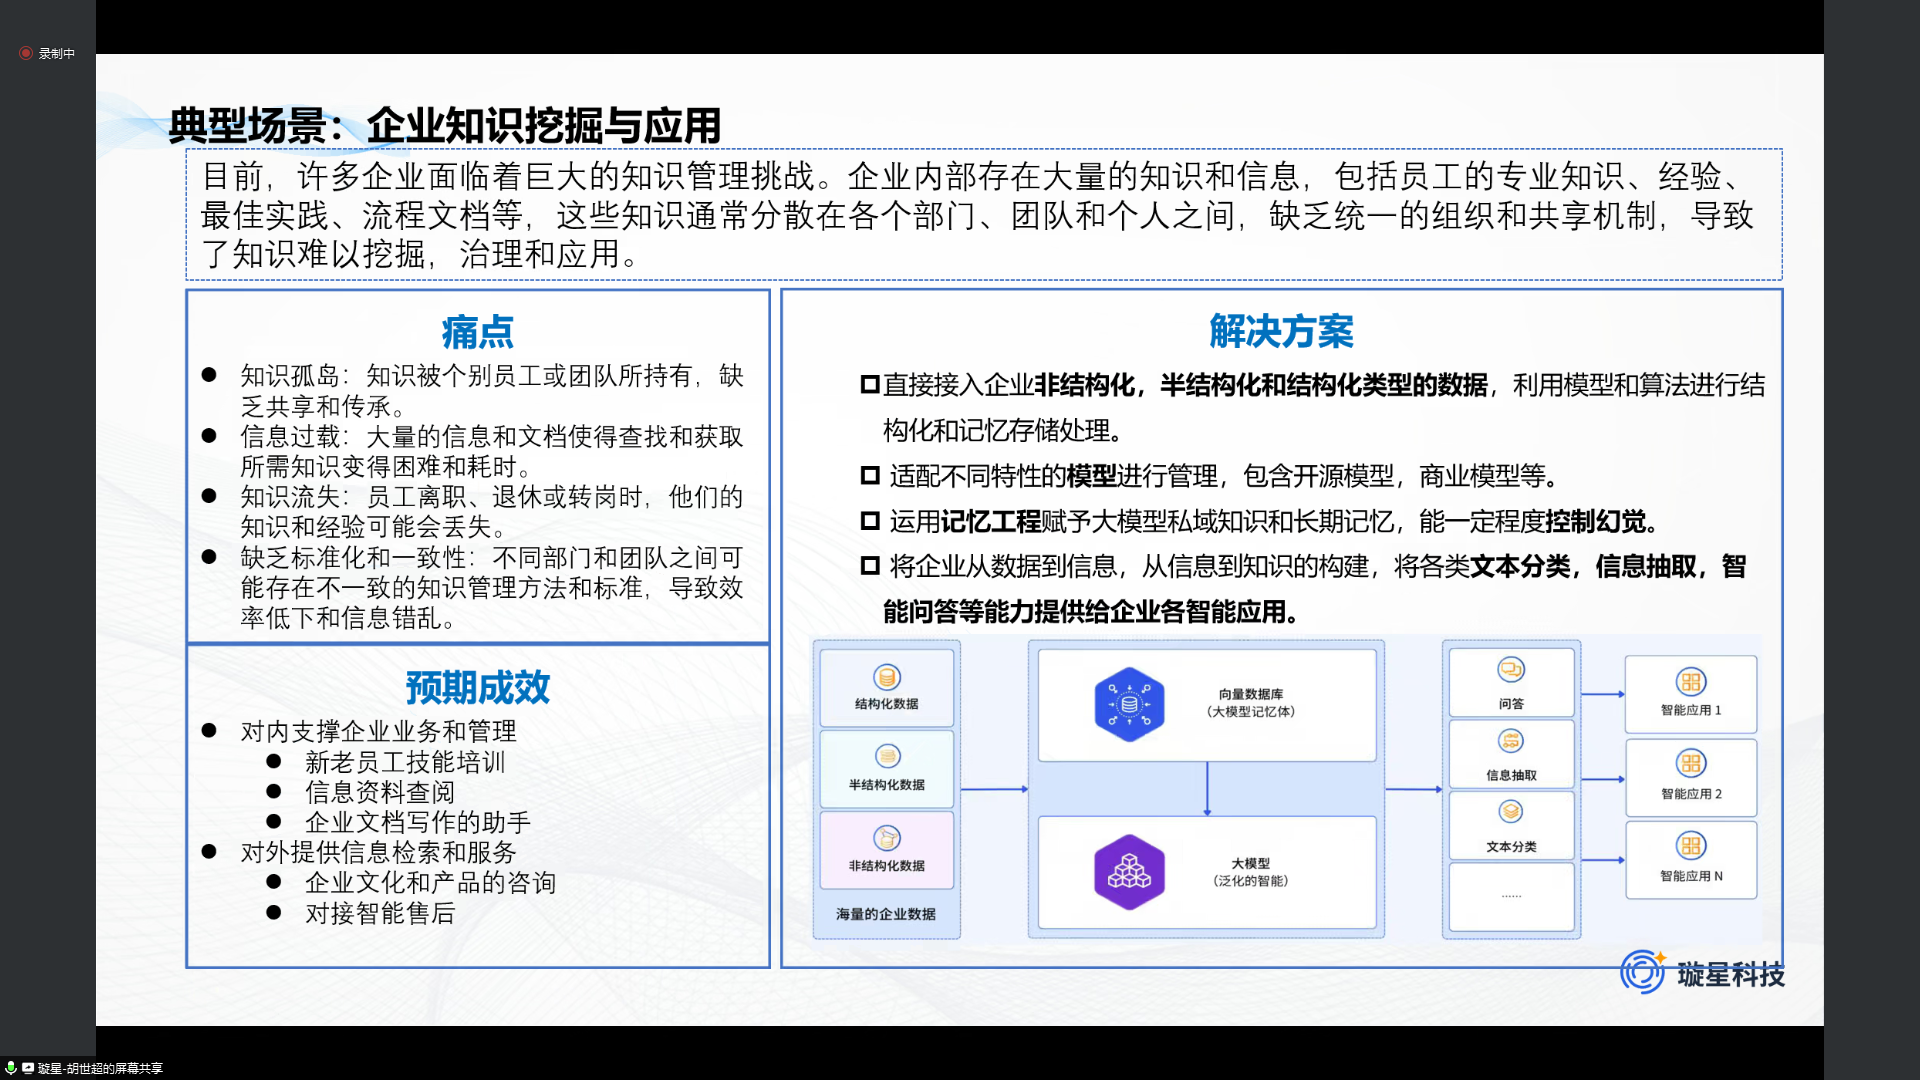 录制中
典型场景：企业知识挖掘与应用
目前，许多企业面临着巨大的知识管理挑战。企业内部存在大量的知识和信息，包括员工的专业知识、经验、
最佳实践、流程文档等，这些知识通常分散在各个部门、团队和个人之间，缺乏统一的组织和共享机制，导致
了知识难以挖掘，治理和应用。
痛点
● 知识孤岛：知识被个别员工或团队所持有，缺
乏共享和传承。
● 信息过载：大量的信息和文档使得查找和获取
所需知识变得困难和耗时。
● 知识流失：员工离职、退休或转岗时，他们的
知识和经验可能会丢失。
● 缺乏标准化和一致性：不同部门和团队之间可
能存在不一致的知识管理方法和标准，导致效
率低下和信息错乱。
预期成效
● 对内支撑企业业务和管理
● 新老员工技能培训
● 信息资料查阅
● 企业文档写作的助手
● 对外提供信息检索和服务
● 企业文化和产品的咨询
● 对接智能售后
解决方案
直接接入企业非结构化，半结构化和结构化类型的数据，利用模型和算法进行结
构化和记忆存储处理。
适配不同特性的模型进行管理，包含开源模型，商业模型等。
运用记忆工程赋予大模型私域知识和长期记忆，能一定程度控制幻觉。
将企业从数据到信息，从信息到知识的构建，将各类文本分类，信息抽取，智
能问答等能力提供给企业各智能应用。
结构化数据
半结构化数据
非结构化数据
海量的企业数据
向量数据库
（大模型记忆体）
大模型
（泛化的智能）
问答
信息抽取
文本分类
......
智能应用 1
智能应用 2
智能应用 N
璇星科技
璇星-胡世超的屏幕共享